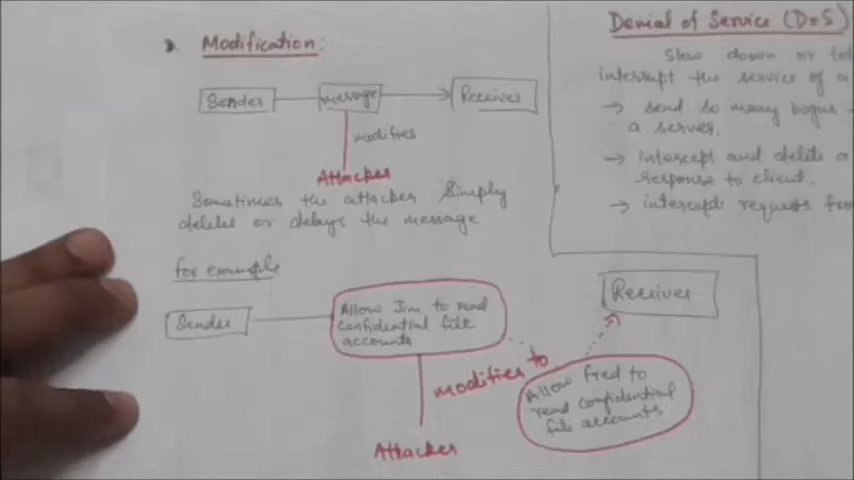 Modification:
Sender
message
Receiver
modifies
Attacker
Sometimes the attacker simply
deletes or delays the message
for example
Sender
Allow Jim to read
confidential file
accounts
Receiver
modifies to
Allow fred to
read confidential
file accounts
Attacker
Denial of Service (DoS)
Slow down or
interrupt the service of a
→ send so many bogus
a server.
→ intercept and delete a
response to client.
→ intercept requests from